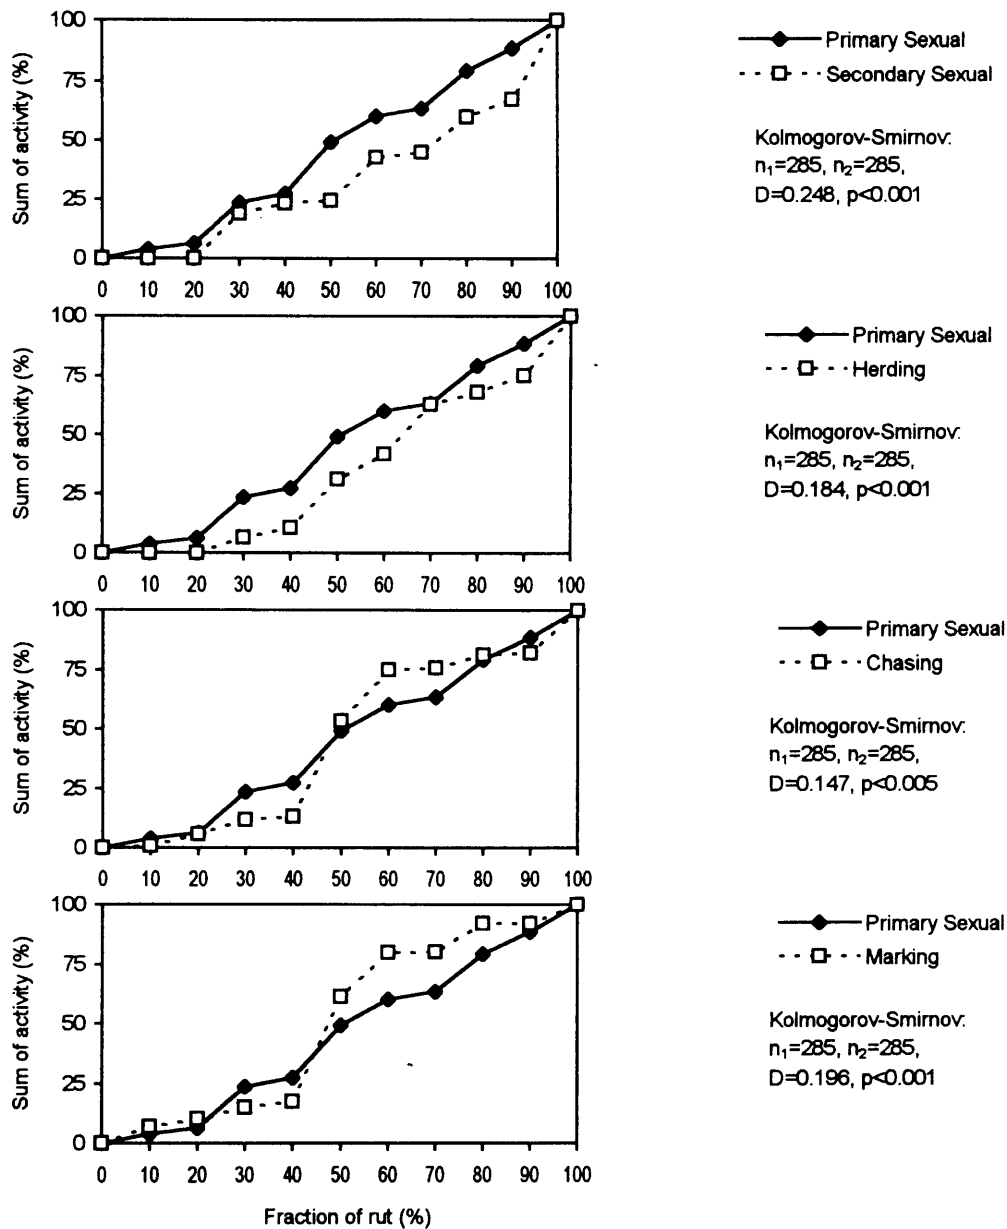 100
75
50
25
0
Sum of activity (%)
0 10 20 30 40 50 60 70 80 90 100
Primary Sexual
Secondary Sexual
Kolmogorov-Smirnov:
n₁=285, n₂=285,
D=0.248, p<0.001
100
75
50
25
0
Sum of activity (%)
0 10 20 30 40 50 60 70 80 90 100
Primary Sexual
Herding
Kolmogorov-Smirnov:
n₁=285, n₂=285,
D=0.184, p<0.001
100
75
50
25
0
Sum of activity (%)
0 10 20 30 40 50 60 70 80 90 100
Primary Sexual
Chasing
Kolmogorov-Smirnov:
n₁=285, n₂=285,
D=0.147, p<0.005
100
75
50
25
0
Sum of activity (%)
0 10 20 30 40 50 60 70 80 90 100
Primary Sexual
Marking
Kolmogorov-Smirnov:
n₁=285, n₂=285,
D=0.196, p<0.001
Fraction of rut (%)